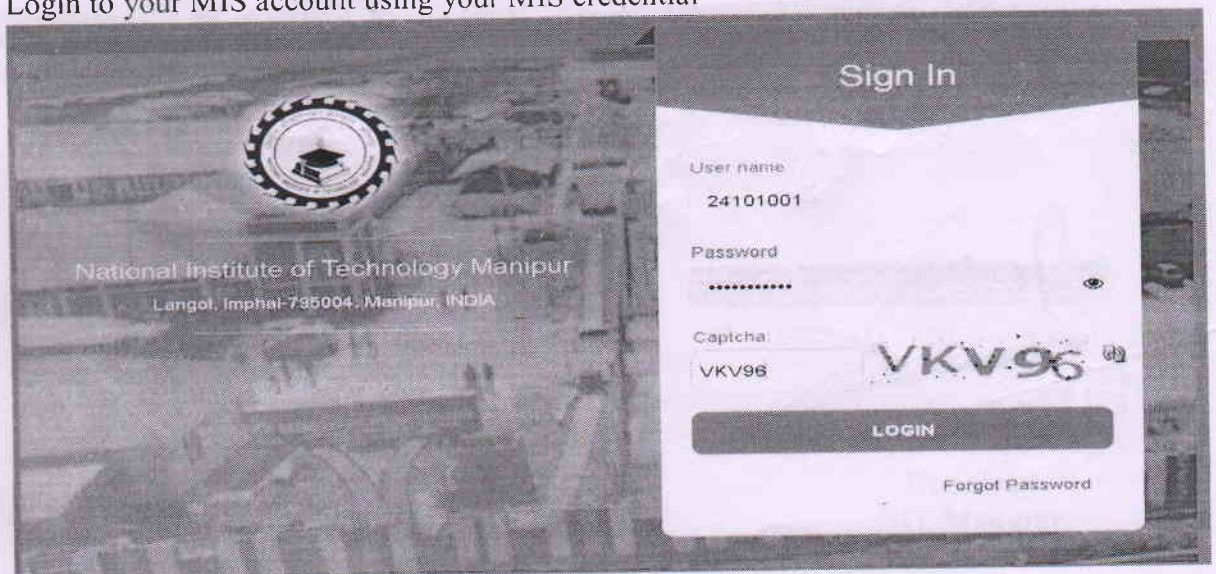 Login to your MIS account using your MIS credential
National Institute of Technology Manipur
Langol, Imphal-795004, Manipur, INDIA
Sign In
User name
24101001
Password
•••••••••••
Captcha:
VKV96
VKV96
LOGIN
Forgot Password